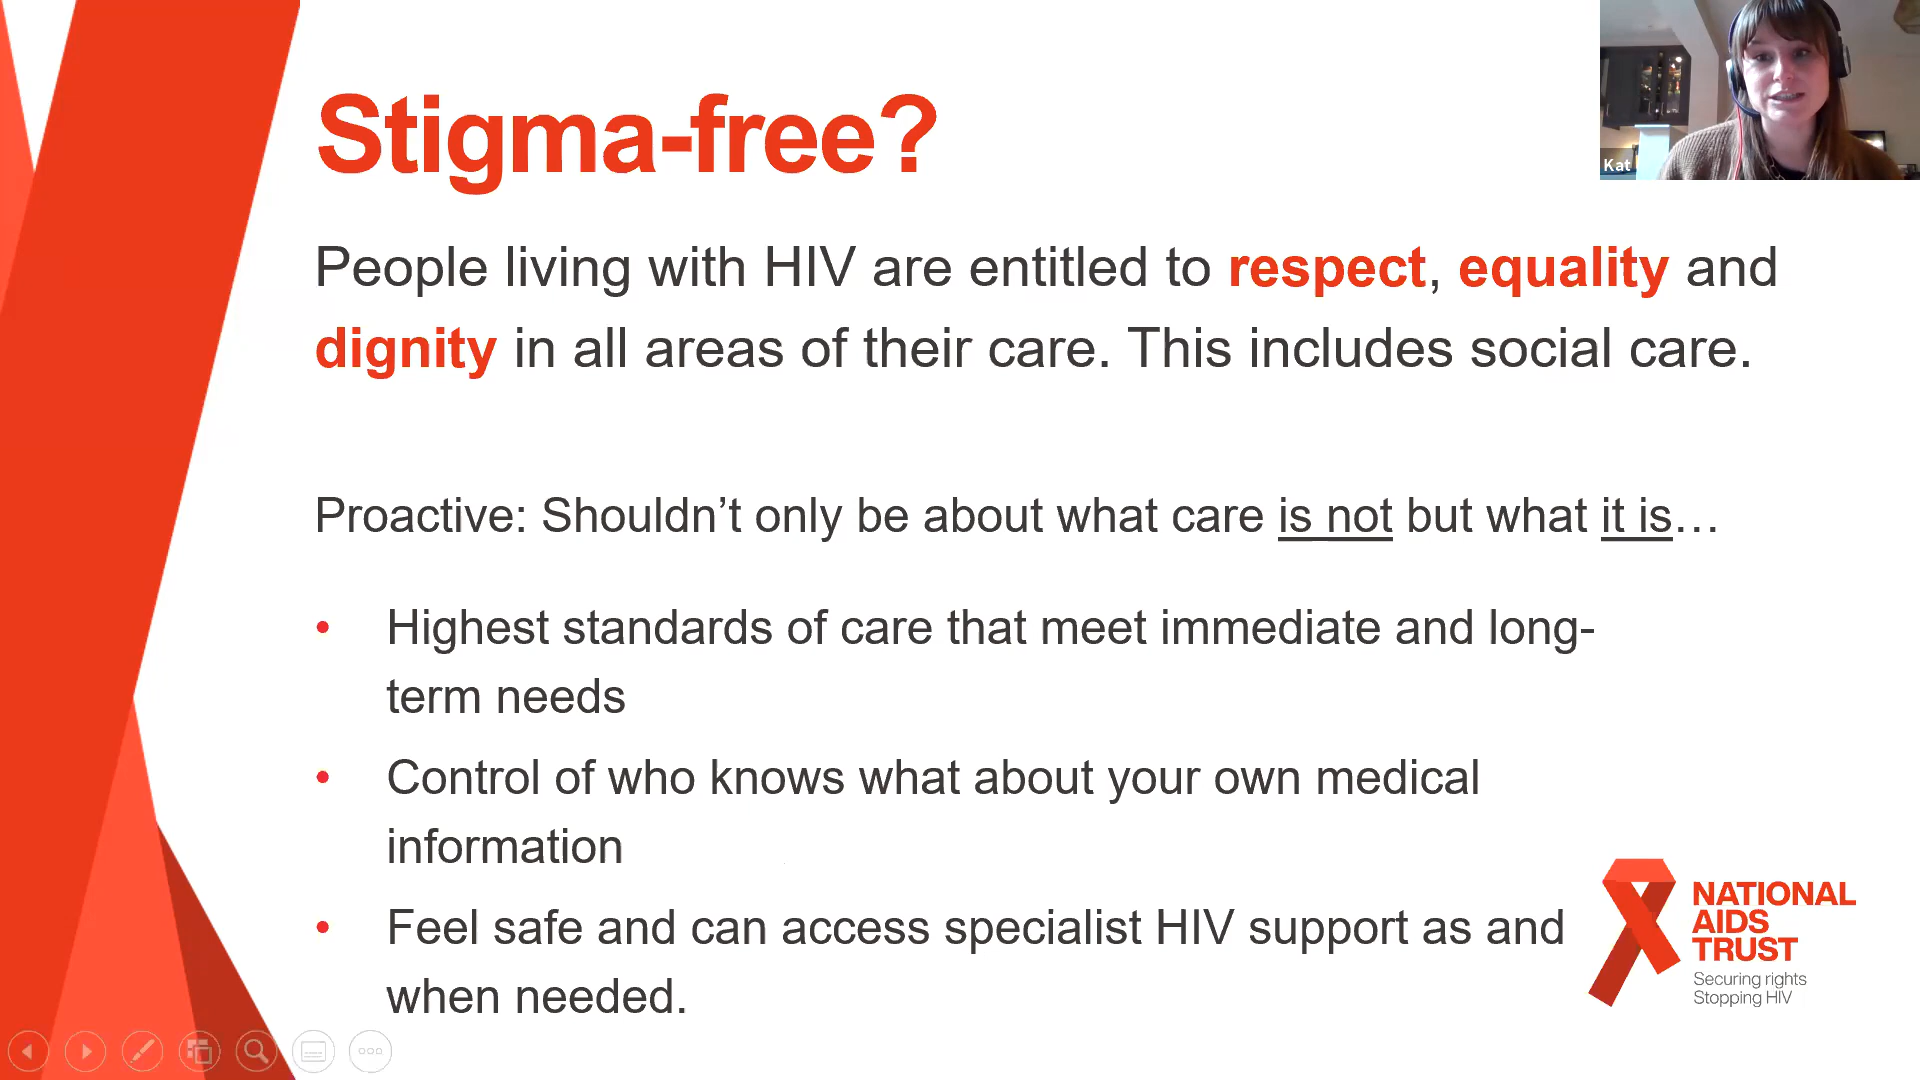 Stigma-free?
Kat
People living with HIV are entitled to respect, equality and
dignity in all areas of their care. This includes social care.
Proactive: Shouldn’t only be about what care is not but what it is…
• Highest standards of care that meet immediate and long-
term needs
• Control of who knows what about your own medical
information
• Feel safe and can access specialist HIV support as and
when needed.
NATIONAL
AIDS
TRUST
Securing rights
Stopping HIV